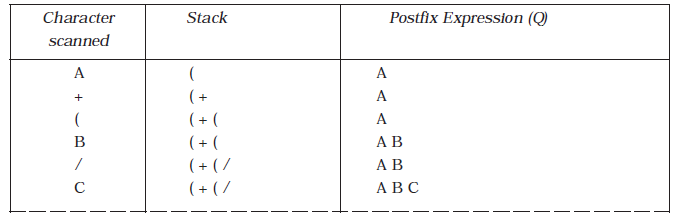 Character scanned Stack Postfix Expression (Q)
A ( A
+ ( + A
( ( + ( A
B ( + ( A B
/ ( + ( / A B
C ( + ( / A B C